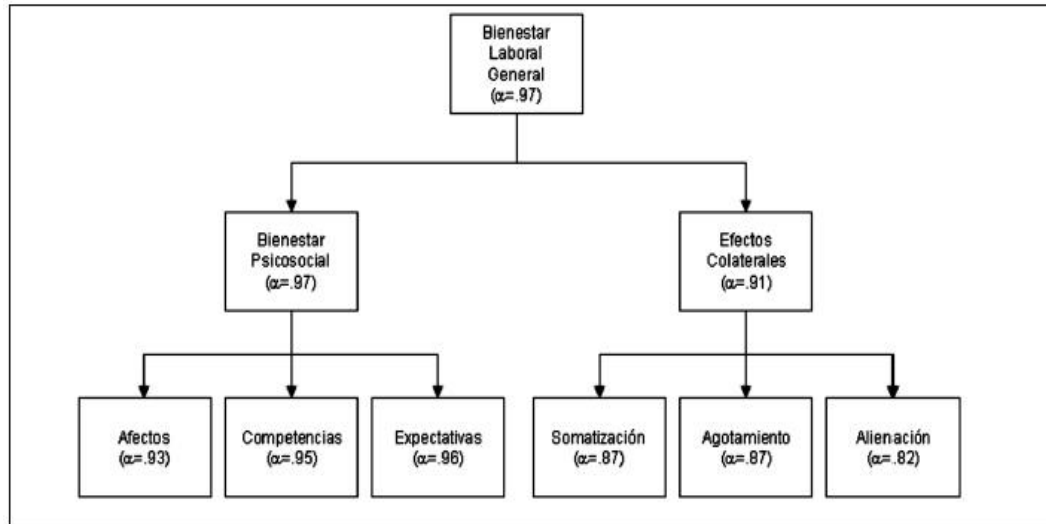 Bienestar
Laboral
General
(α=.97)
Bienestar
Psicosocial
(α=.97)
Efectos
Colaterales
(α=.91)
Afectos
(α=.93)
Competencias
(α=.95)
Expectativas
(α=.96)
Somatización
(α=.87)
Agotamiento
(α=.87)
Alienación
(α=.82)